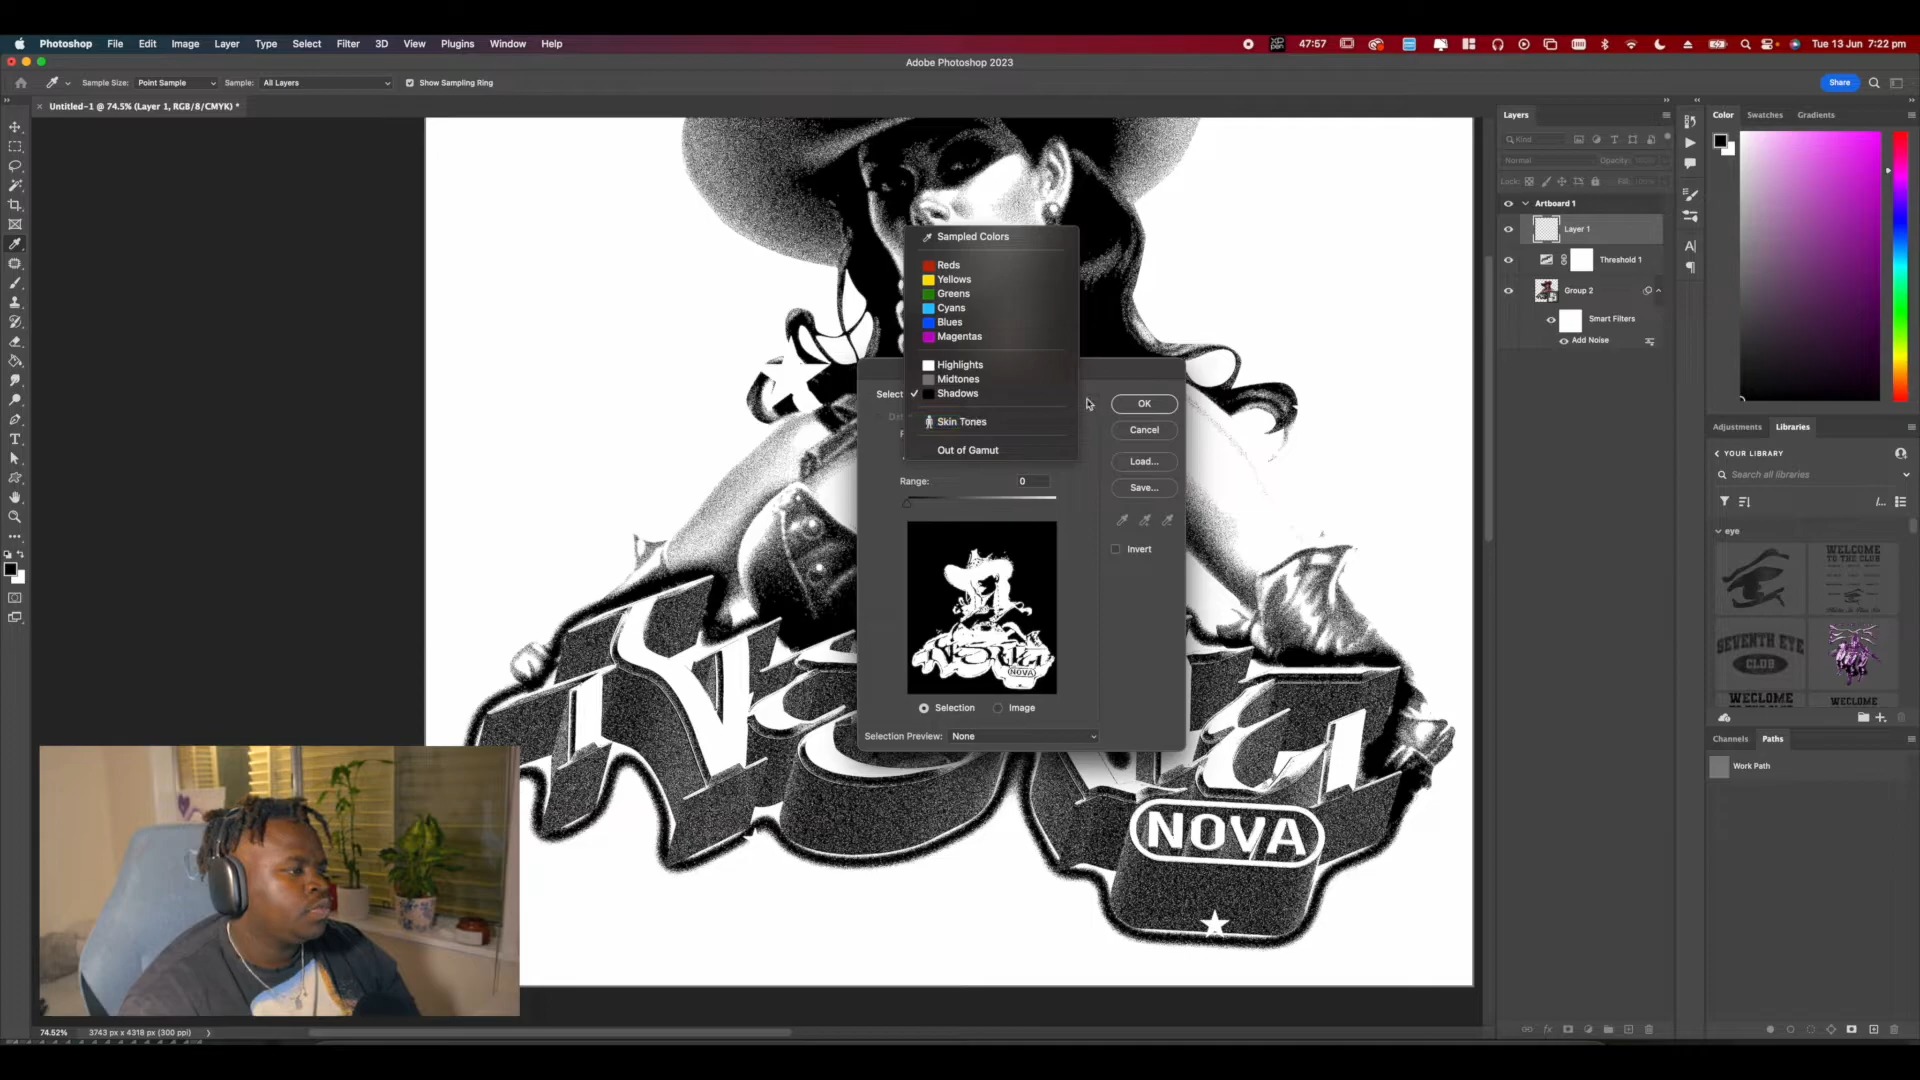 Photoshop File Edit Image Layer Type Select Filter 3D View Plugins Window Help
47:57
Tue 13 Jun 7:22 pm
Adobe Photoshop 2023
Sample Size: Point Sample Sample: All Layers Show Sampling Ring
Share
Untitled-1 @ 74.5% (Layer 1, RGB/8/CMYK) *
Layers
Kind
Normal
Opacity:
Lock:
Artboard 1
Layer 1
Threshold 1
Group 2
Smart Filters
Add Noise
Color Swatches Gradients
Adjustments Libraries
YOUR LIBRARY
Search all libraries
eye
WELCOME
TO THE CLUB
SEVENTH EYE
CLUB
WECLOME
WELCOME
Channels Paths
Work Path
Sampled Colors
Reds
Yellows
Greens
Cyans
Blues
Magentas
Highlights
Midtones
Shadows
Skin Tones
Out of Gamut
Select
Range: 0
OK
Cancel
Load...
Save...
Invert
NOVA
Selection Image
Selection Preview: None
NOVA
74.52% 3743 px x 4318 px (300 ppi)